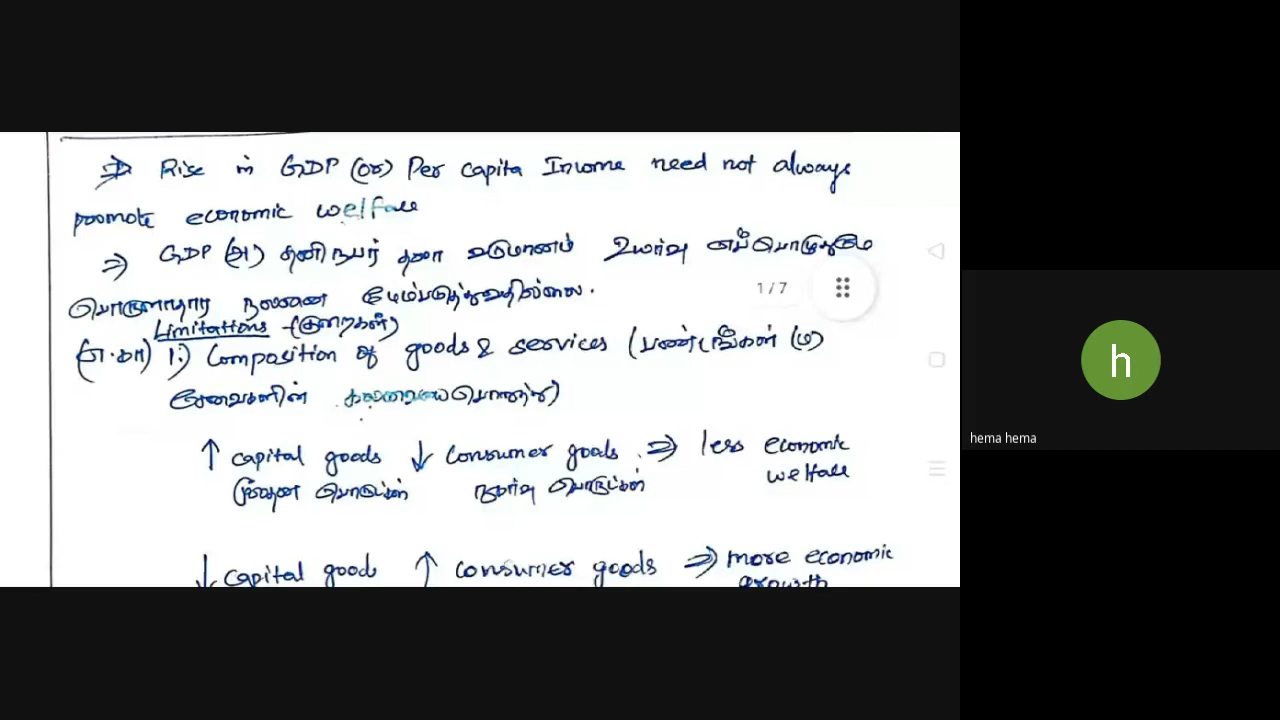 ⇒ Rise in GDP (or) Per capita Income need not always
promote economic welfare
⇒ GDP (அ) தனிநபர் தலா வருமானம் உயர்வு எப்பொழுதுமே
பொருளாதார நலனை மேம்படுத்துவதில்லை.
1/7
Limitations - (குறைகள்)
(எ.கா) 1.) Composition of goods & services (பண்டங்கள் (ம)
சேவைகளின் கலவையை பொறுத்து)
↑ capital goods ↓ consumer goods ⇒ less economic
welfare
மூலதன பொருட்கள் நுகர்வு பொருட்கள்
↓ capital goods ↑ consumer goods ⇒ more economic
growth
h
hema hema